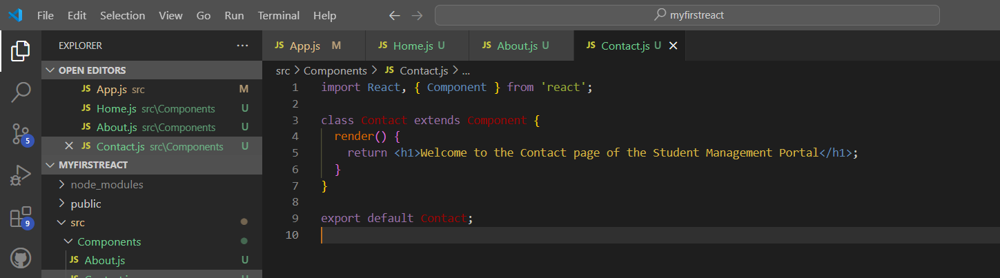 File Edit Selection View Go Run Terminal Help myfirstreact
EXPLORER ...
JS App.js M JS Home.js U JS About.js U JS Contact.js U
OPEN EDITORS
JS App.js src M
JS Home.js src\Components U
JS About.js src\Components U
JS Contact.js src\Components U
MYFIRSTREACT
node_modules
public
src
Components
JS About.js U
5
9
src > Components > JS Contact.js > ...
1 import React, { Component } from 'react';
2
3 class Contact extends Component {
4 render() {
5 return <h1>Welcome to the Contact page of the Student Management Portal</h1>;
6 }
7 }
8
9 export default Contact;
10